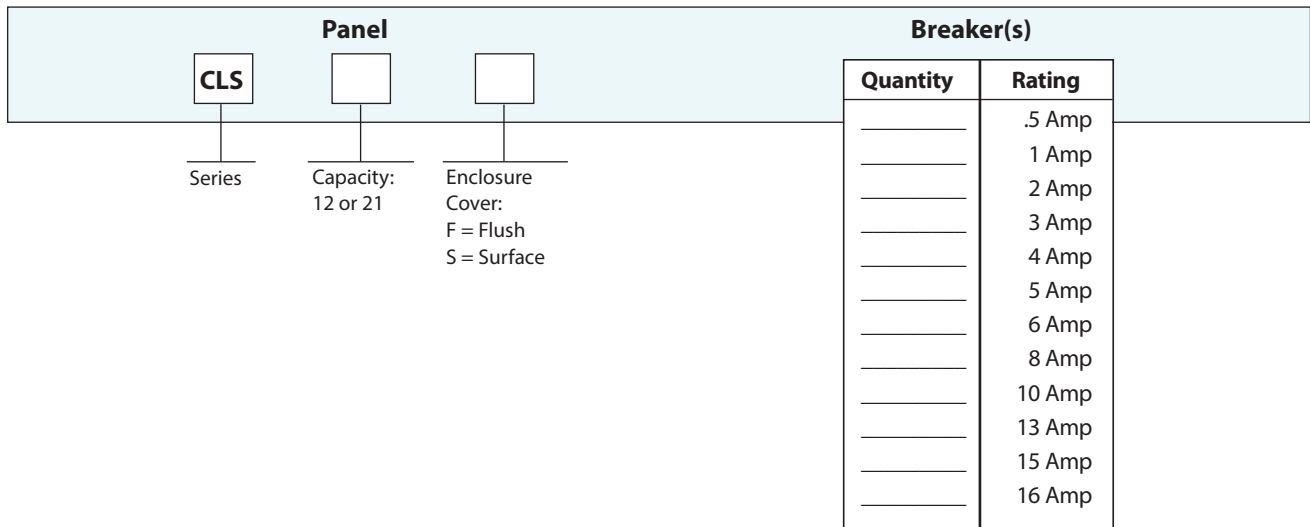 Panel
Breaker(s)
CLS
Quantity Rating
Series
Capacity:
12 or 21
Enclosure
Cover:
F = Flush
S = Surface
.5 Amp
1 Amp
2 Amp
3 Amp
4 Amp
5 Amp
6 Amp
8 Amp
10 Amp
13 Amp
15 Amp
16 Amp